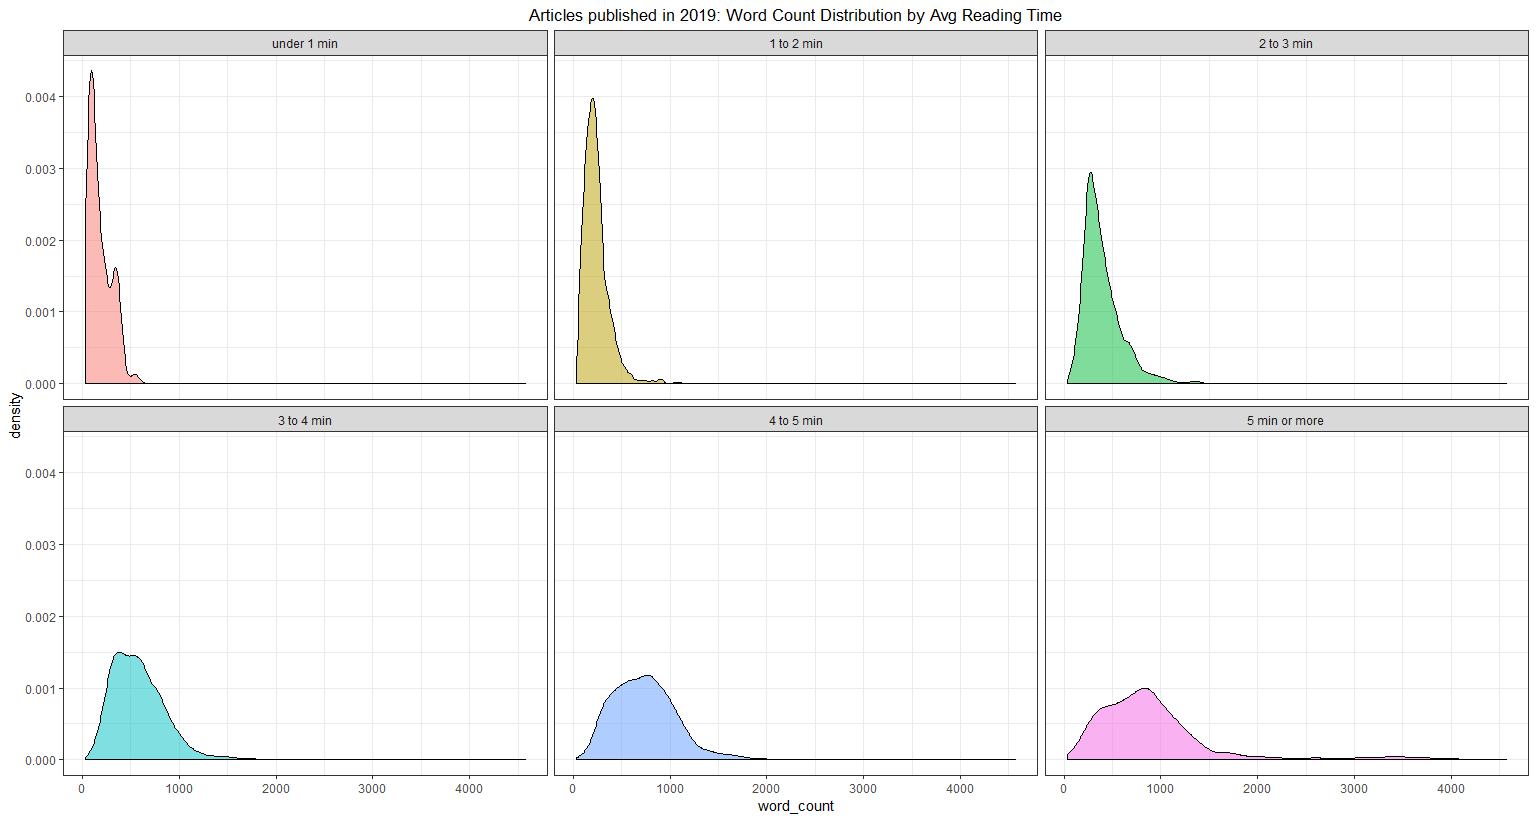 Articles published in 2019: Word Count Distribution by Avg Reading Time
under 1 min
1 to 2 min
2 to 3 min
0.004
0.003
0.002
0.001
0.000
density
3 to 4 min
4 to 5 min
5 min or more
0.004
0.003
0.002
0.001
0.000
0 1000 2000 3000 4000
0 1000 2000 3000 4000
0 1000 2000 3000 4000
word_count